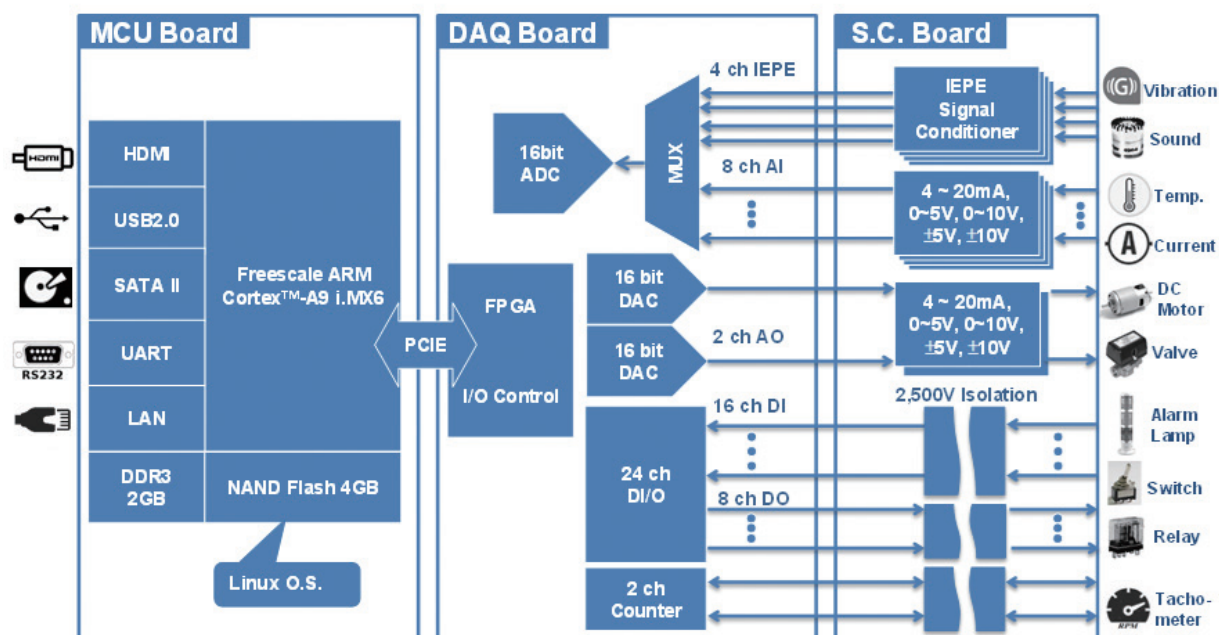 MCU Board
DAQ Board
S.C. Board
HDMI
HDMI
USB2.0
SATA II
UART
RS232
LAN
DDR3
2GB
Freescale ARM
Cortex™-A9 i.MX6
NAND Flash 4GB
Linux O.S.
PCIE
FPGA
I/O Control
16bit
ADC
MUX
4 ch IEPE
8 ch AI
16 bit
DAC
16 bit
DAC
2 ch AO
16 ch DI
24 ch
DI/O
8 ch DO
2 ch
Counter
IEPE
Signal
Conditioner
4 ~ 20mA,
0~5V, 0~10V,
±5V, ±10V
4 ~ 20mA,
0~5V, 0~10V,
±5V, ±10V
2,500V Isolation
(G)
Vibration
Sound
Temp.
A
Current
DC
Motor
Valve
Alarm
Lamp
Switch
Relay
RPM
Tacho-
meter